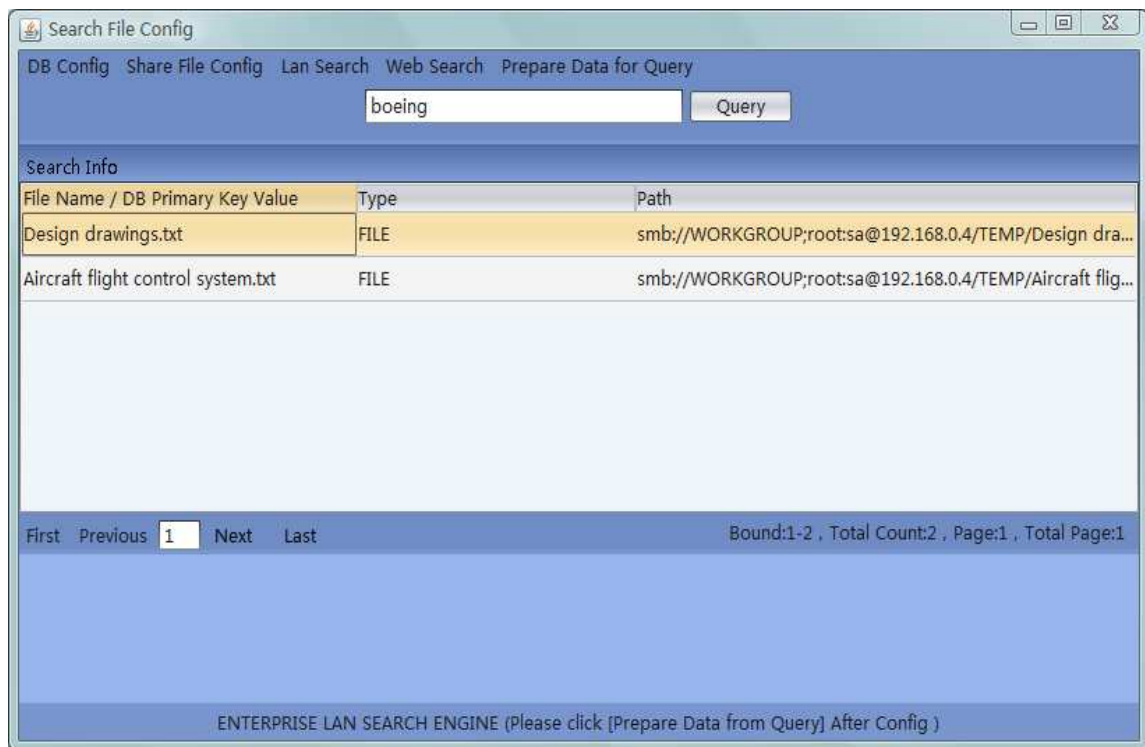 Search File Config
DB Config Share File Config Lan Search Web Search Prepare Data for Query
boeing Query
Search Info
File Name / DB Primary Key Value Type Path
Design drawings.txt FILE smb://WORKGROUP;root:sa@192.168.0.4/TEMP/Design dra...
Aircraft flight control system.txt FILE smb://WORKGROUP;root:sa@192.168.0.4/TEMP/Aircraft flig...
First Previous 1 Next Last Bound:1-2 , Total Count:2 , Page:1 , Total Page:1
ENTERPRISE LAN SEARCH ENGINE (Please click [Prepare Data from Query] After Config )